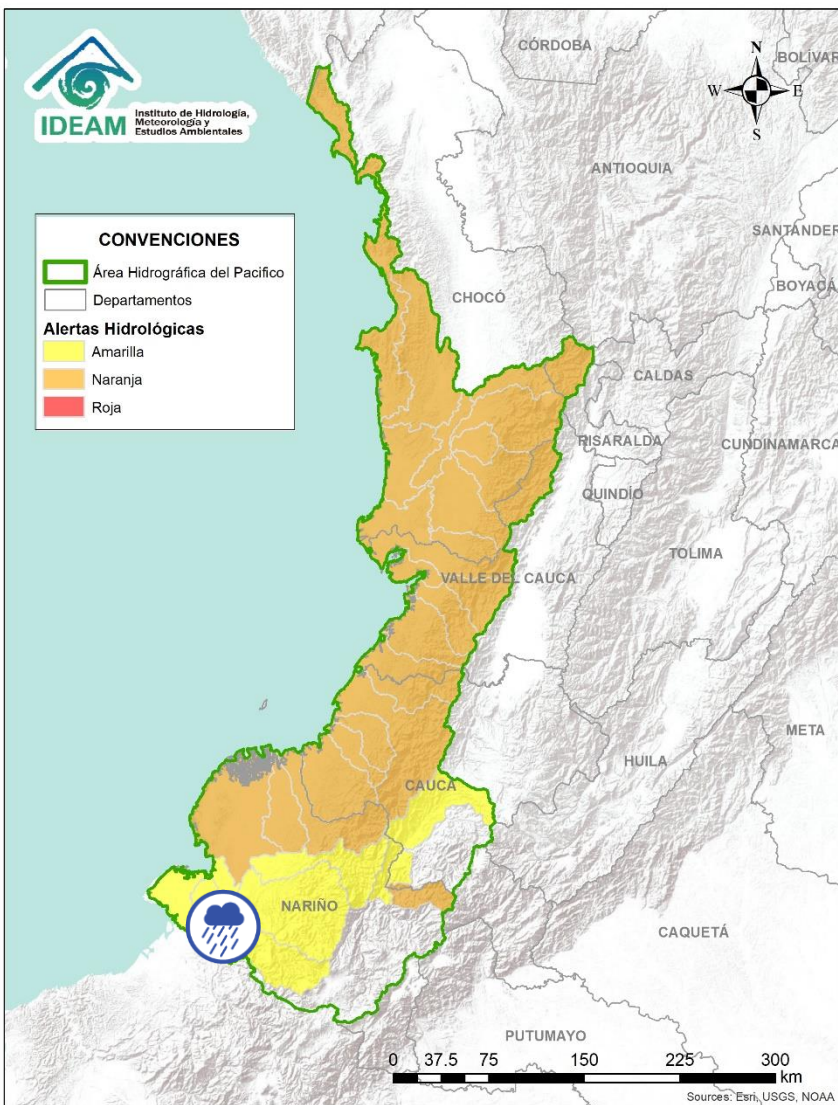 IDEAM
Instituto de Hidrología,
Meteorología y
Estudios Ambientales
CÓRDOBA
BOLÍVAR
N
W
E
S
ANTIOQUIA
SANTANDER
BOYACÁ
CONVENCIONES
Área Hidrográfica del Pacifico
Departamentos
Alertas Hidrológicas
Amarilla
Naranja
Roja
CHOCÓ
CALDAS
RISARALDA
CUNDINAMARCA
QUINDÍO
TOLIMA
VALLE DEL CAUCA
META
HUILA
CAUCA
NARIÑO
CAQUETÁ
PUTUMAYO
0 37.5 75 150 225 300
km
Sources: Esri, USGS, NOAA